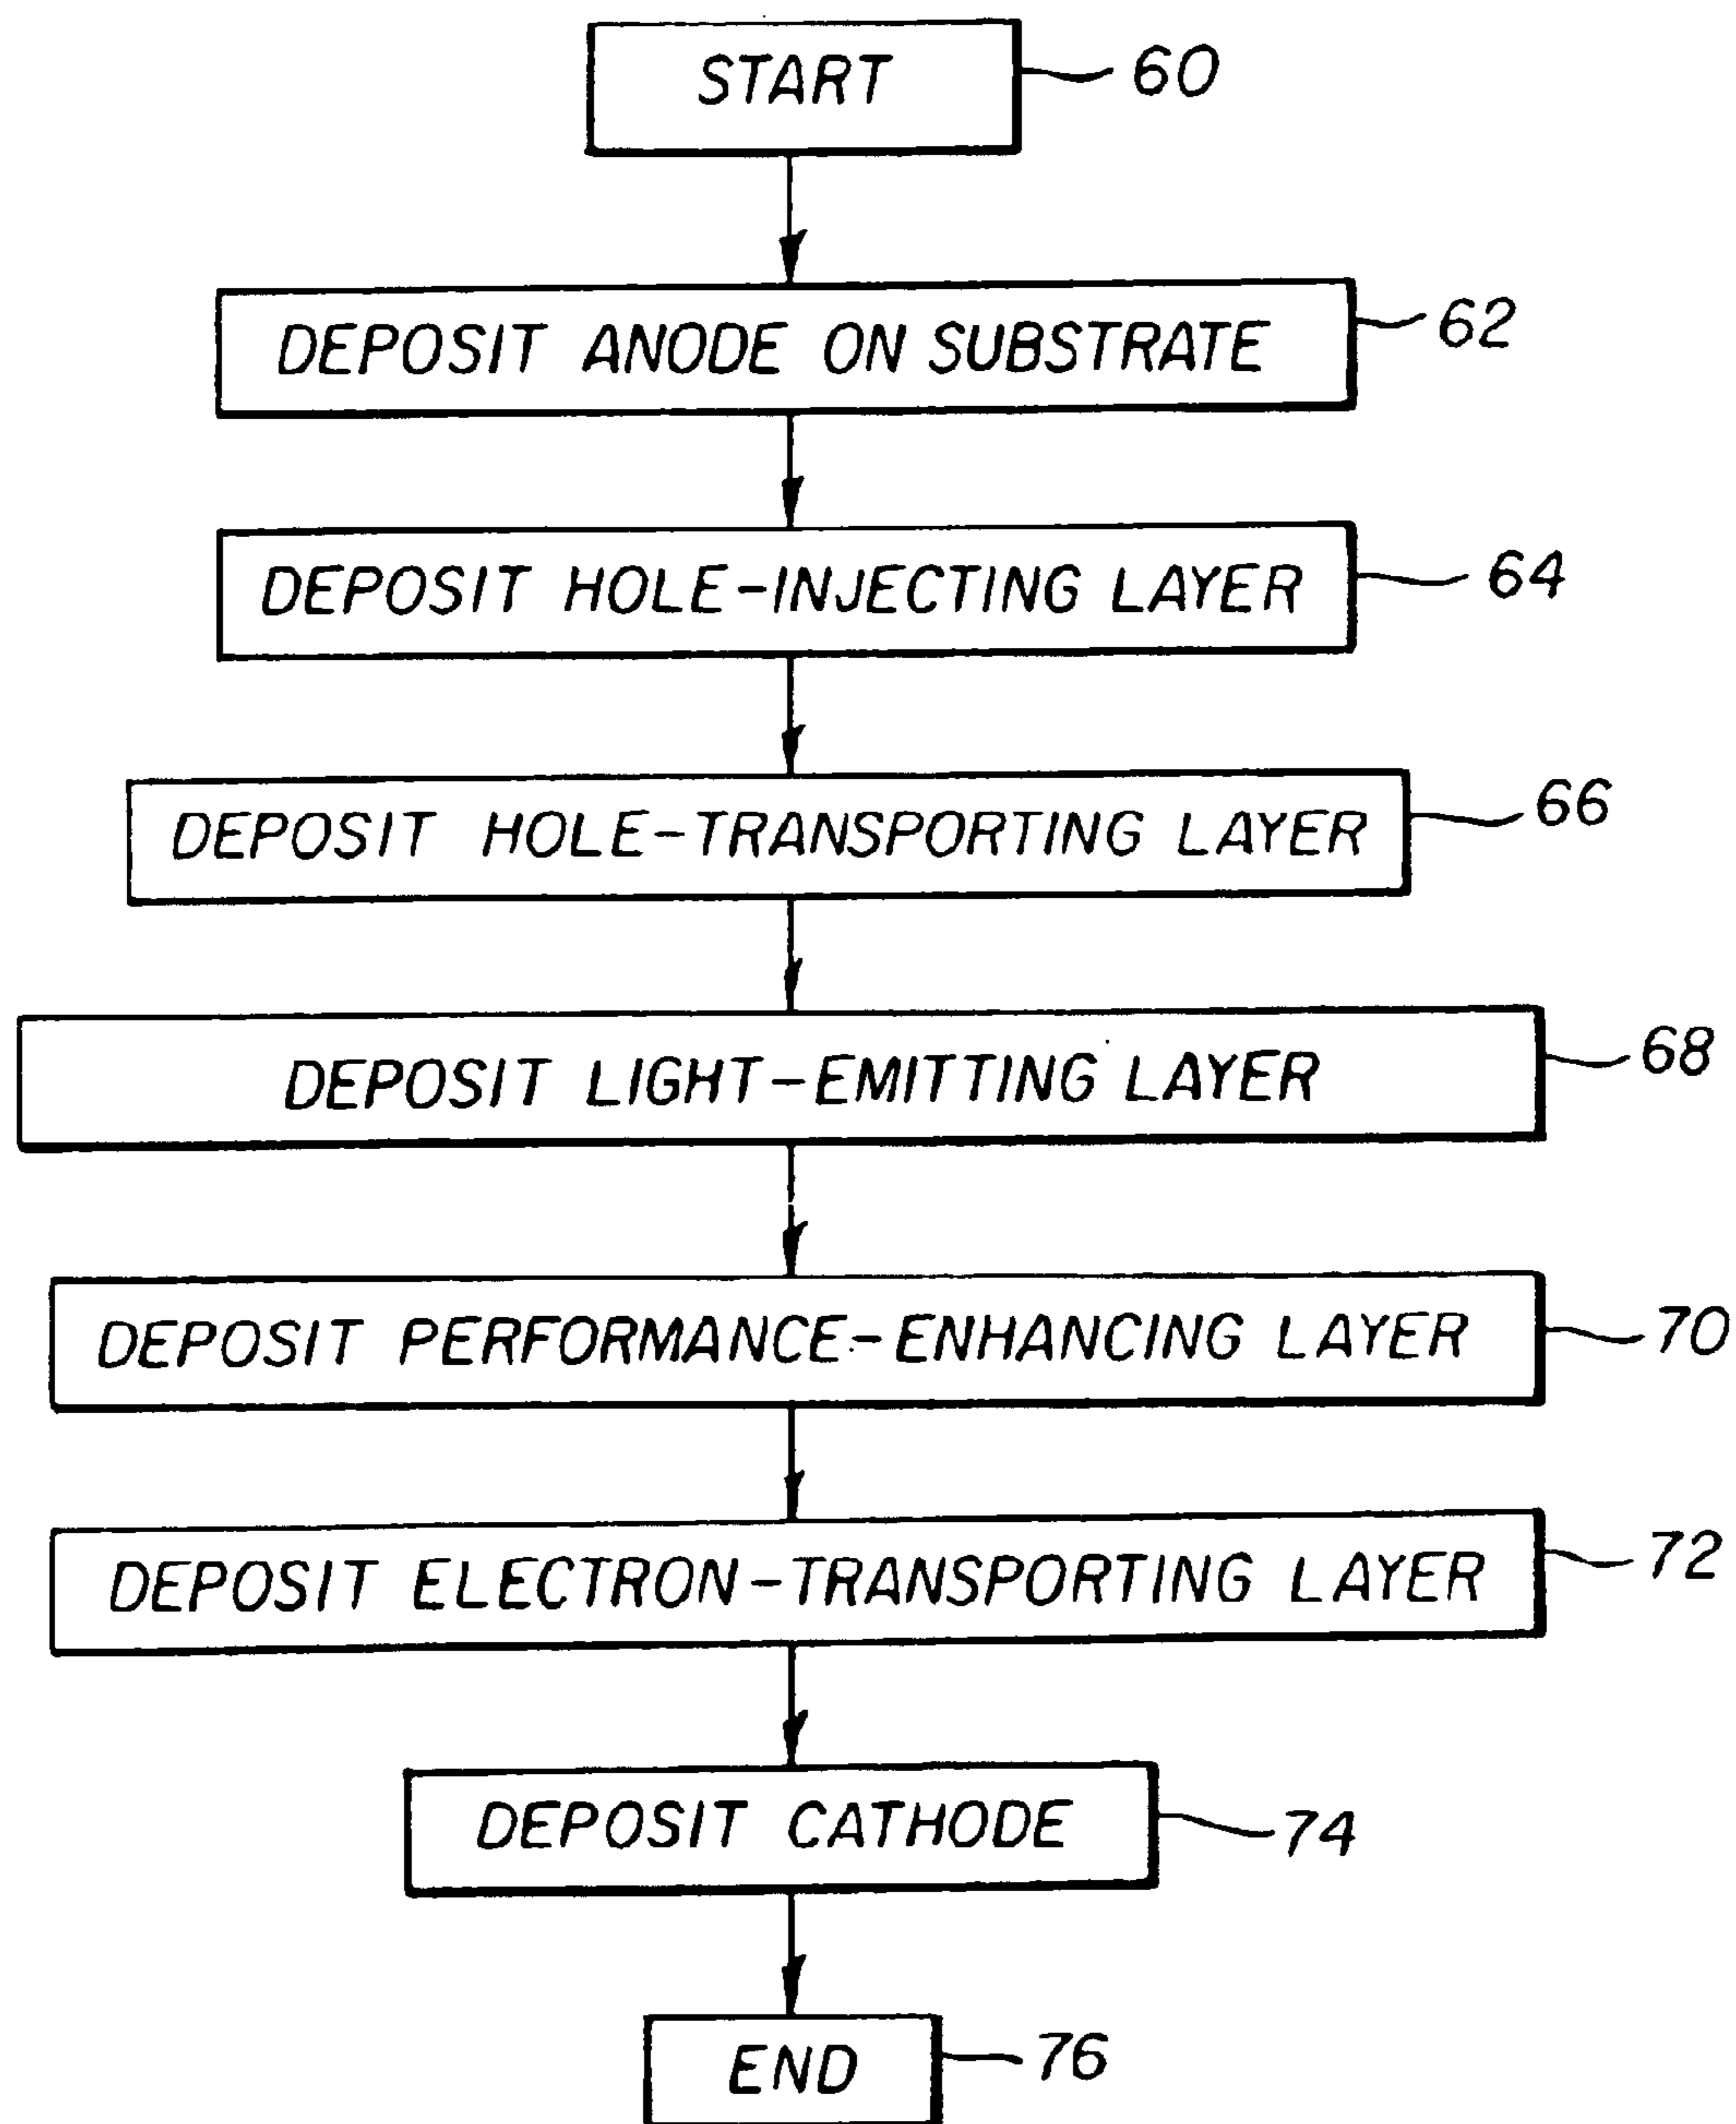 START 60
DEPOSIT ANODE ON SUBSTRATE 62
DEPOSIT HOLE-INJECTING LAYER 64
DEPOSIT HOLE-TRANSPORTING LAYER 66
DEPOSIT LIGHT-EMITTING LAYER 68
DEPOSIT PERFORMANCE-ENHANCING LAYER 70
DEPOSIT ELECTRON-TRANSPORTING LAYER 72
DEPOSIT CATHODE 74
END 76